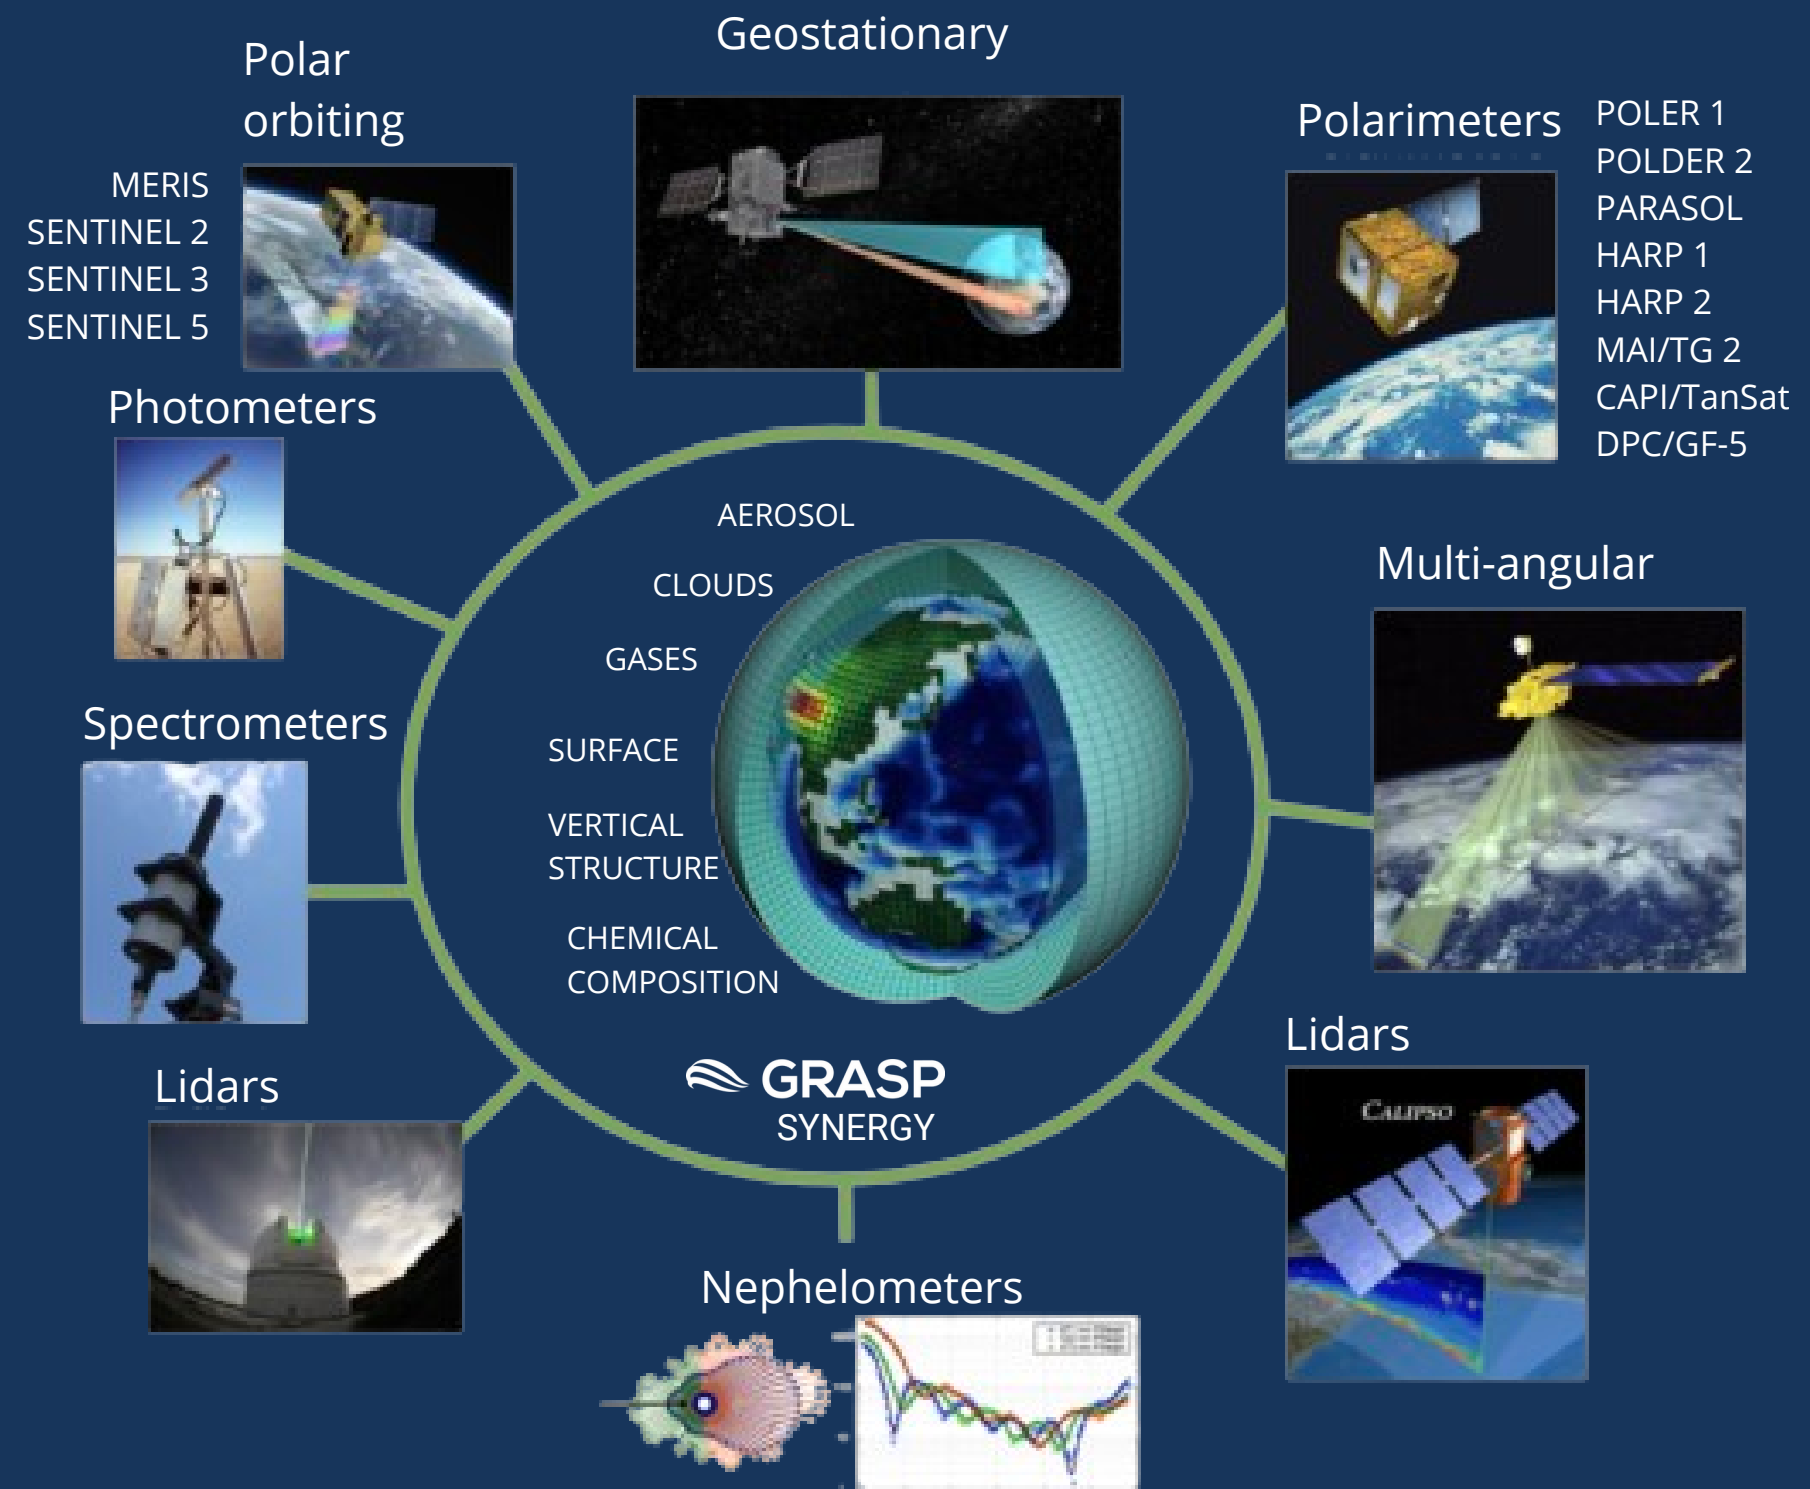 Geostationary
Polar
orbiting
MERIS
SENTINEL 2
SENTINEL 3
SENTINEL 5
Polarimeters
POLER 1
POLDER 2
PARASOL
HARP 1
HARP 2
MAI/TG 2
CAPI/TanSat
DPC/GF-5
Photometers
Multi-angular
Spectrometers
AEROSOL
CLOUDS
GASES
SURFACE
VERTICAL
STRUCTURE
CHEMICAL
COMPOSITION
GRASP
SYNERGY
Lidars
Lidars
CALIPSO
Nephelometers